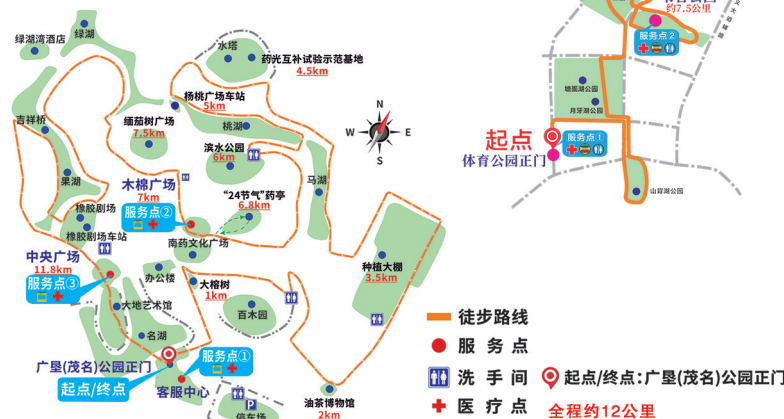 绿湖
绿湖湾酒店
水塔
药光互补试验示范基地
4.5km
杨桃广场车站
5km
吉祥桥
缅茄树广场
7.5km
桃湖
滨水公园
6km
N
W
E
S
果湖
木棉广场
7km
服务点②
马湖
"24节气"药亭
6.8km
橡胶剧场
橡胶剧场车站
南药文化广场
中央广场
11.8km
服务点③
办公楼
大榕树
1km
种植大棚
3.5km
大地艺术馆
百木园
名湖
广垦(茂名)公园正门
起点/终点
服务点①
客服中心
P
停车场
油茶博物馆
2km
约7.5公里
服务点②
塘面湖公园
月牙湖公园
起点
体育公园正门
服务点①
山背湖公园
徒步路线
服务点
洗手间
起点/终点:广垦(茂名)公园正门
医疗点
全程约12公里